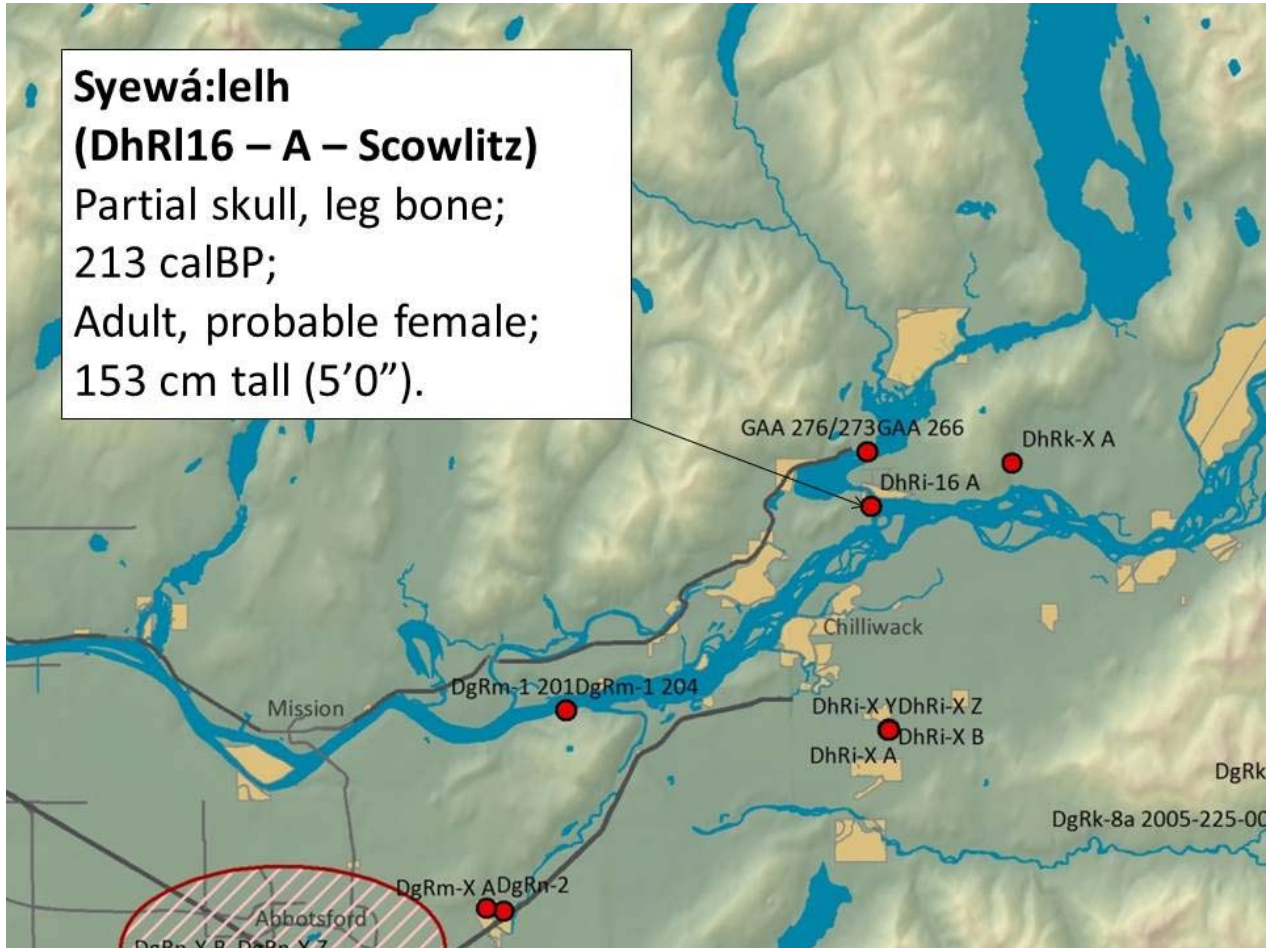 Syewá:lelh
(DhRl16 – A – Scowlitz)
Partial skull, leg bone;
213 calBP;
Adult, probable female;
153 cm tall (5’0”).
GAA 276/273GAA 266
DhRk-X A
DhRi-16 A
Chilliwack
DgRm-1 201DgRm-1 204
Mission
DhRi-X YDhRi-X Z
DhRi-X B
DhRi-X A
DgRk
DgRk-8a 2005-225-00
DgRm-X ADgRn-2
Abbotsford
DgRn-X B DgRn-X Z